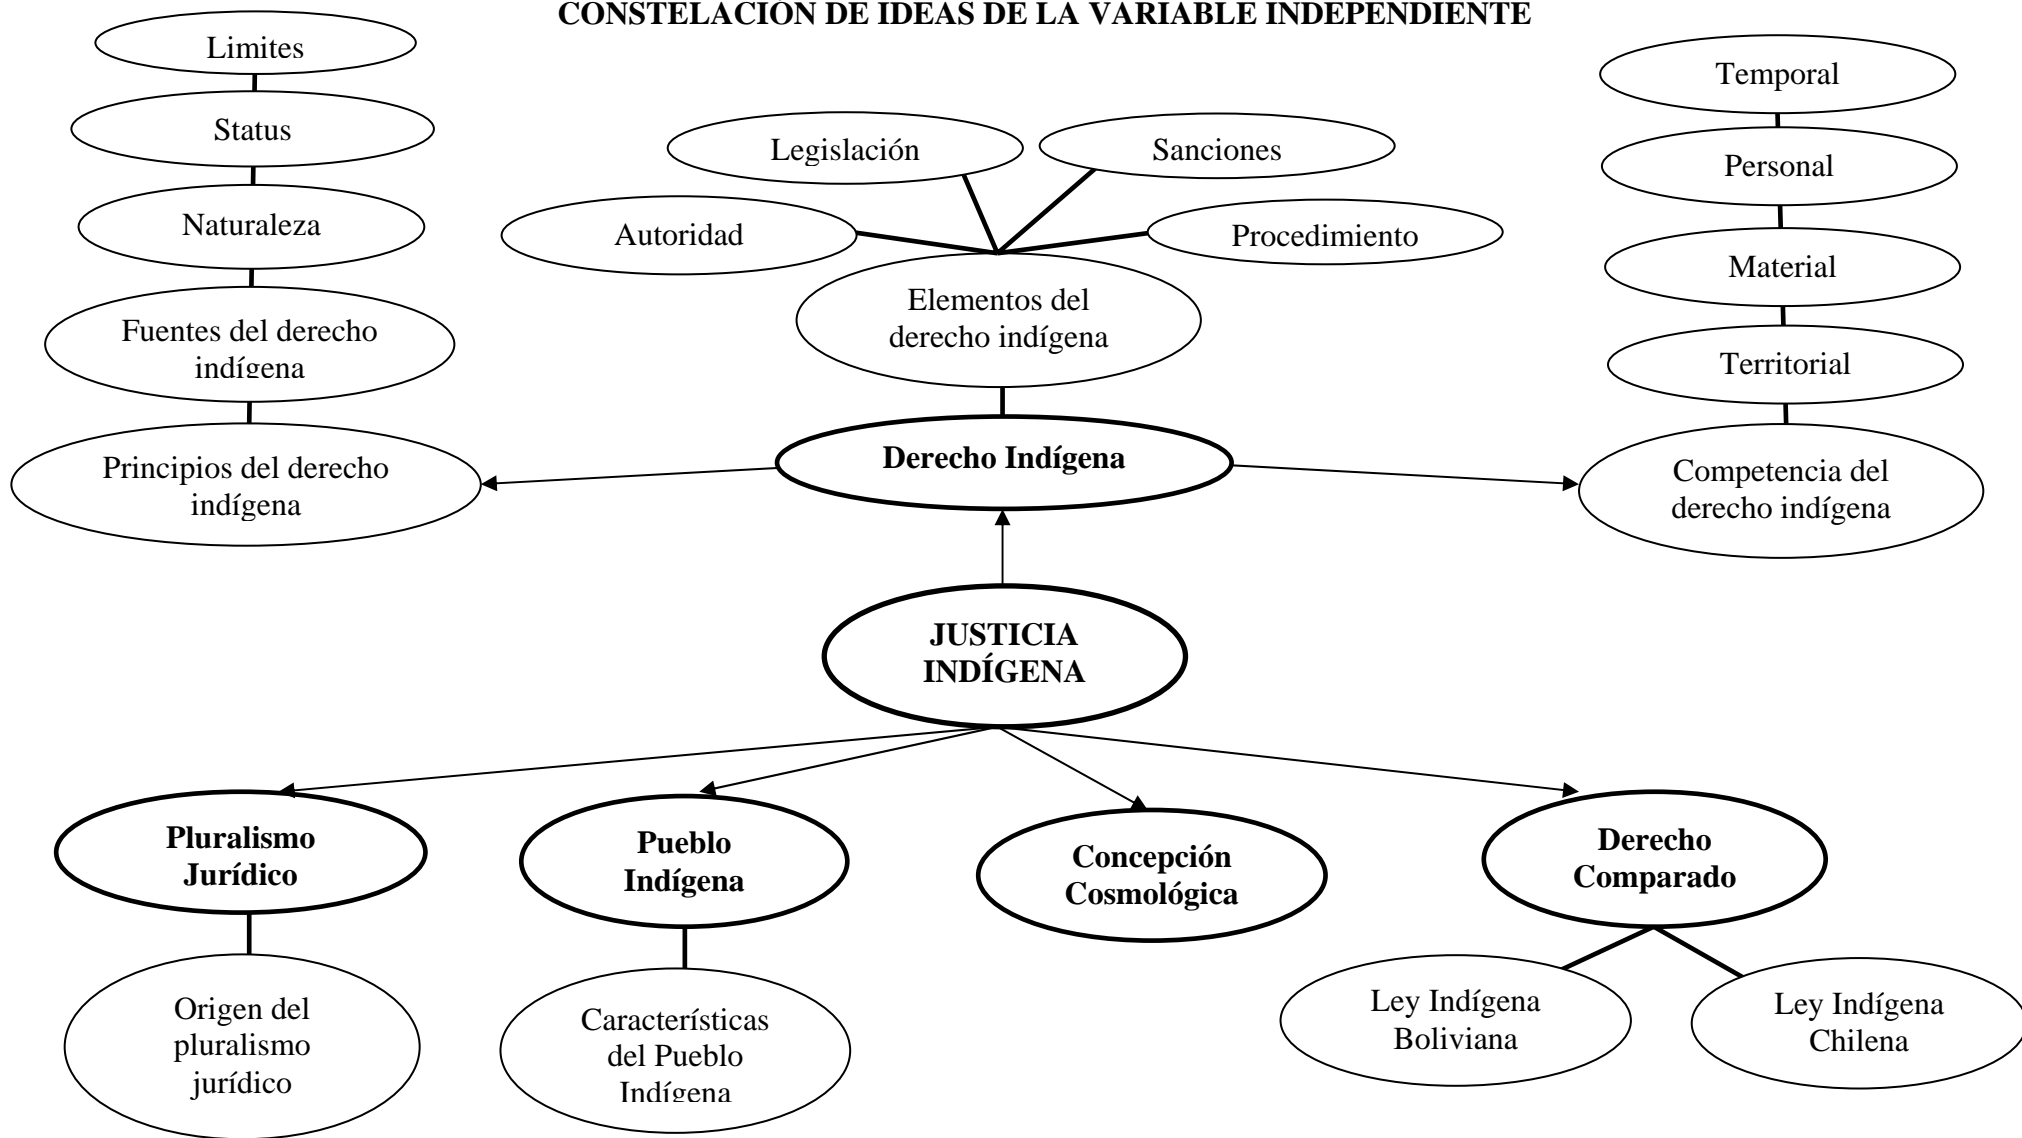 CONSTELACIÓN DE IDEAS DE LA VARIABLE INDEPENDIENTE
Limites
Status
Naturaleza
Fuentes del derecho
indígena
Principios del derecho
indígena
Legislación
Sanciones
Autoridad
Procedimiento
Elementos del
derecho indígena
Derecho Indígena
Temporal
Personal
Material
Territorial
Competencia del
derecho indígena
JUSTICIA
INDÍGENA
Pluralismo
Jurídico
Pueblo
Indígena
Concepción
Cosmológica
Derecho
Comparado
Origen del
pluralismo
jurídico
Características
del Pueblo
Indígena
Ley Indígena
Boliviana
Ley Indígena
Chilena